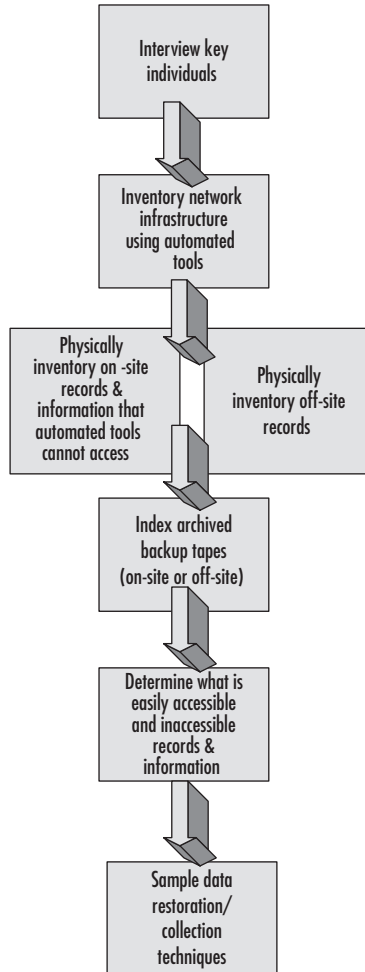 Interview key
individuals
Inventory network
infrastructure
using automated
tools
Physically
inventory on -site
records &
information that
automated tools
cannot access
Physically
inventory off-site
records
Index archived
backup tapes
(on-site or off-site)
Determine what is
easily accessible
and inaccessible
records &
information
Sample data
restoration/
collection
techniques